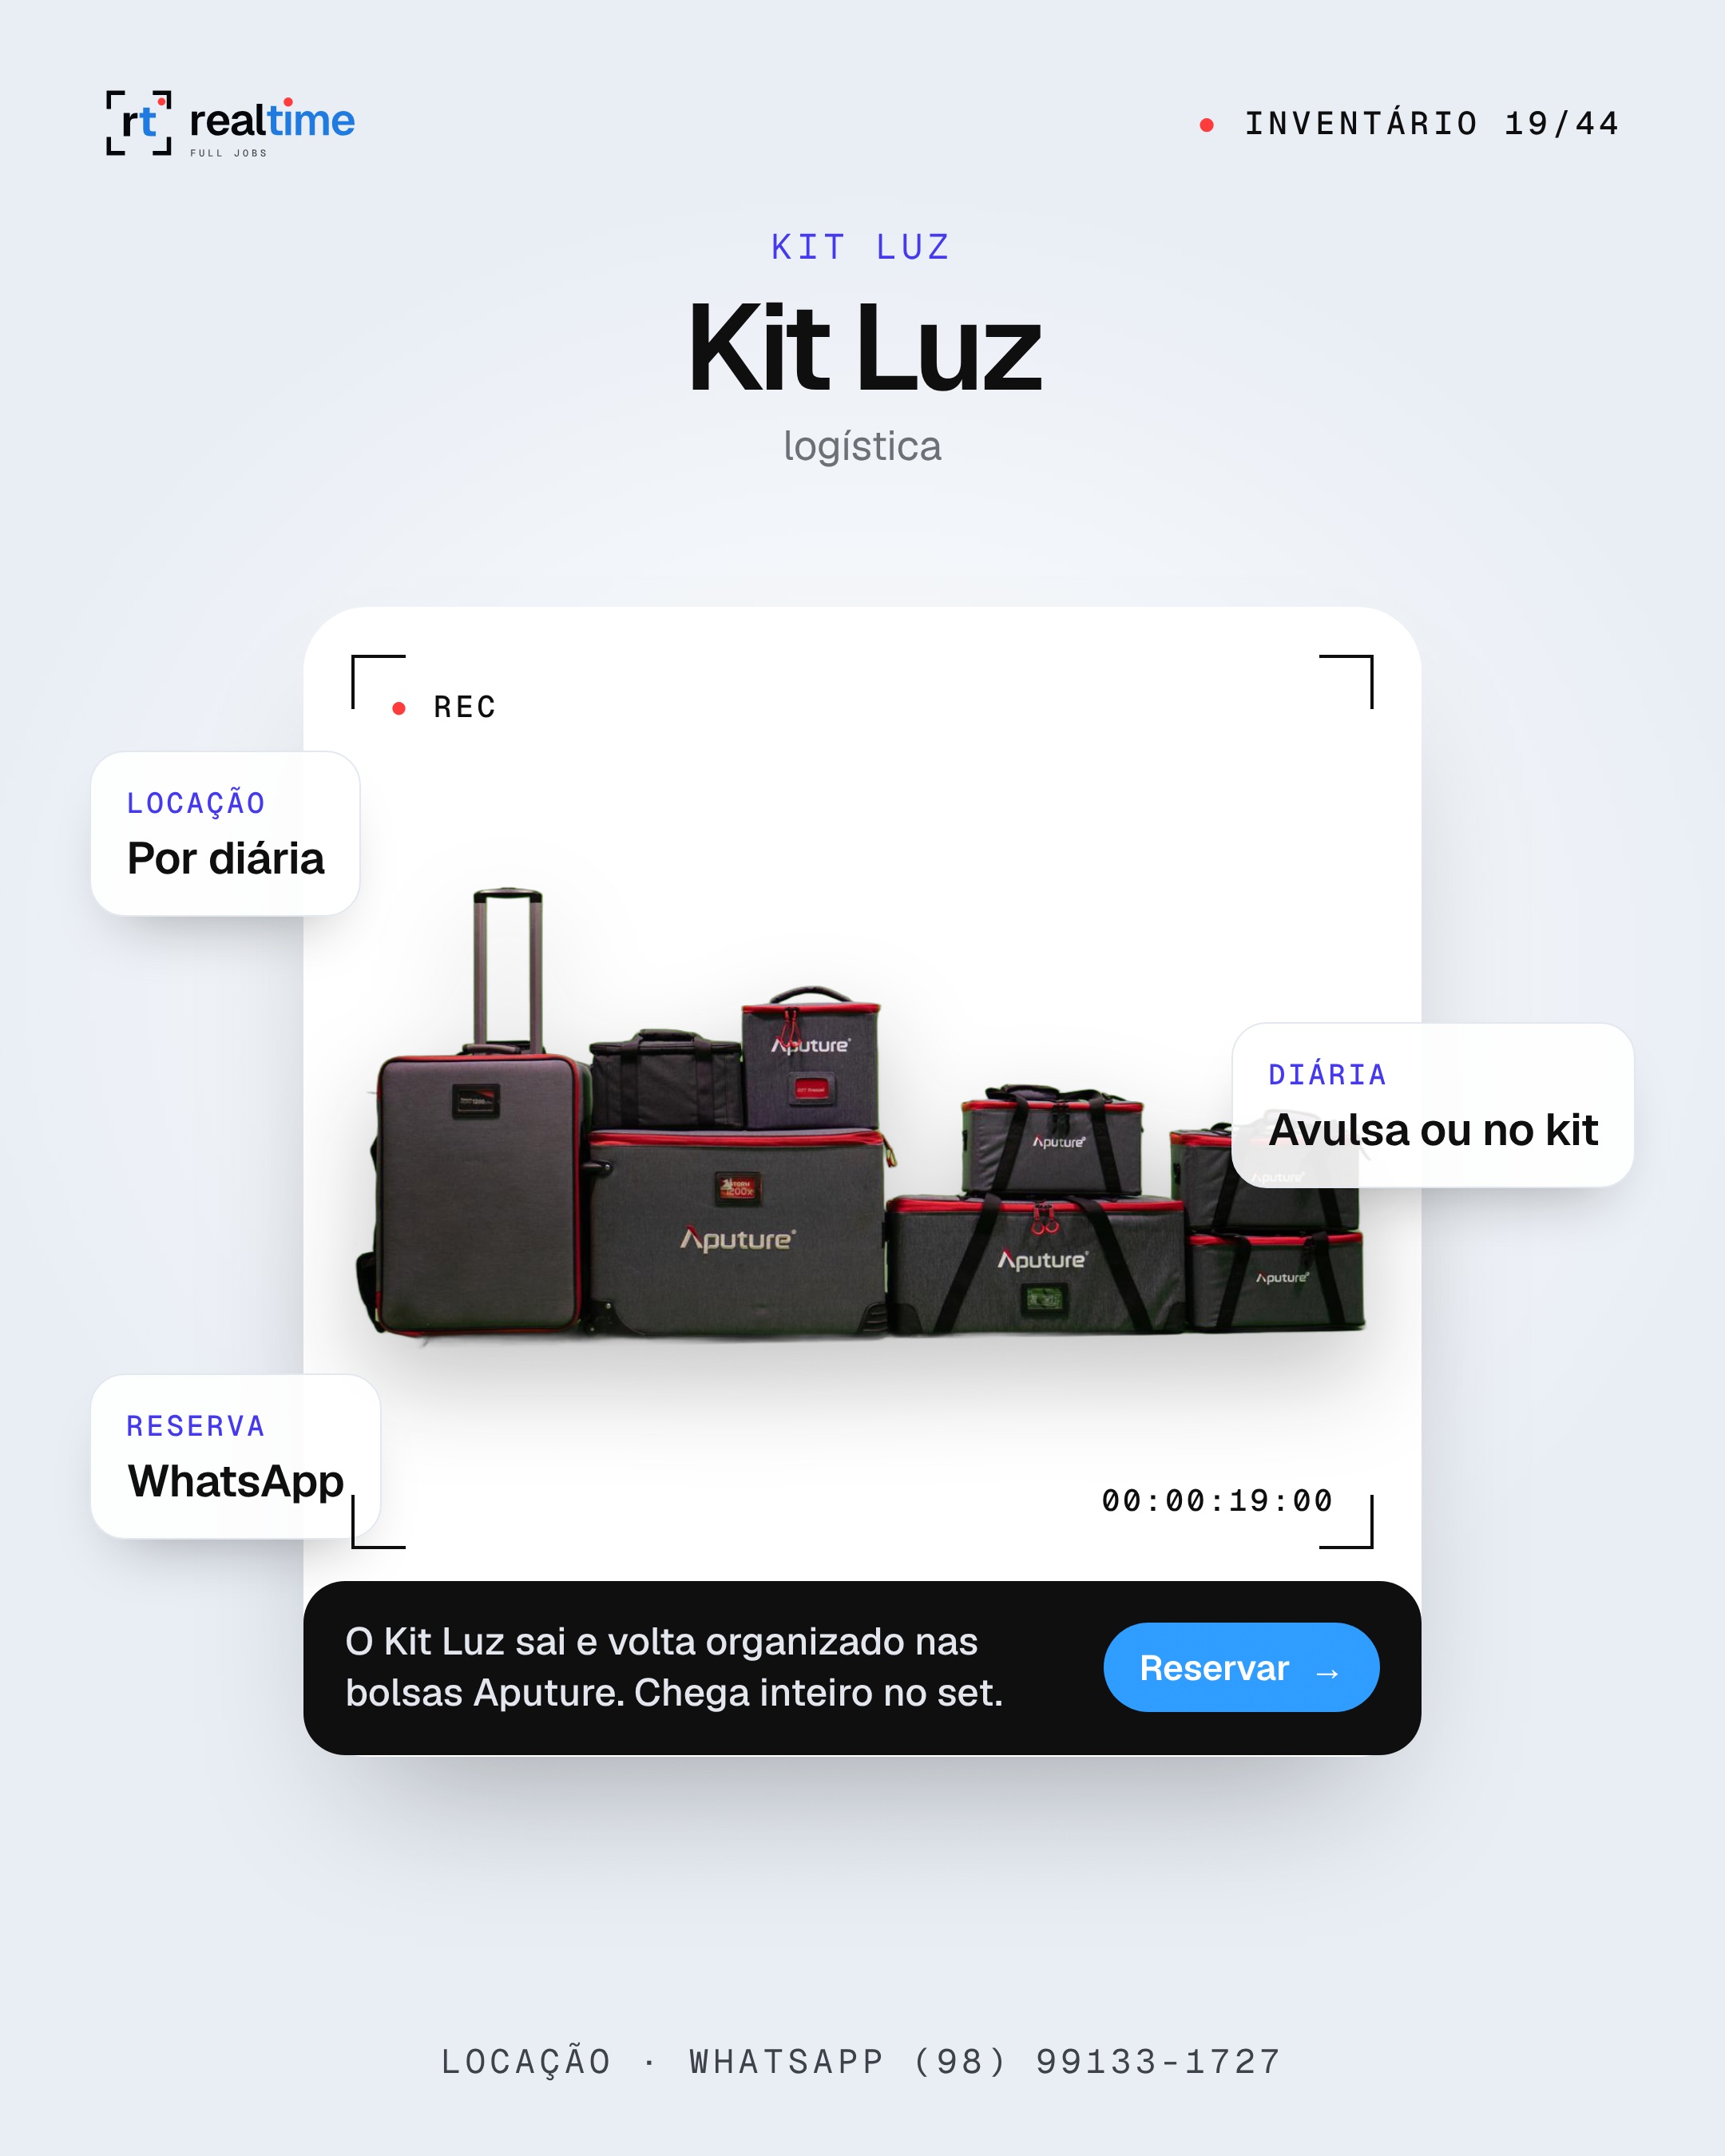 rt realtime
FULL JOBS
INVENTÁRIO 19/44
KIT LUZ
Kit Luz
logística
REC
LOCAÇÃO
Por diária
Aputure
Aputure
Aputure
Aputure
Aputure
DIÁRIA
Avulsa ou no kit
RESERVA
WhatsApp
00:00:19:00
O Kit Luz sai e volta organizado nas
bolsas Aputure. Chega inteiro no set.
Reservar →
LOCAÇÃO · WHATSAPP (98) 99133-1727